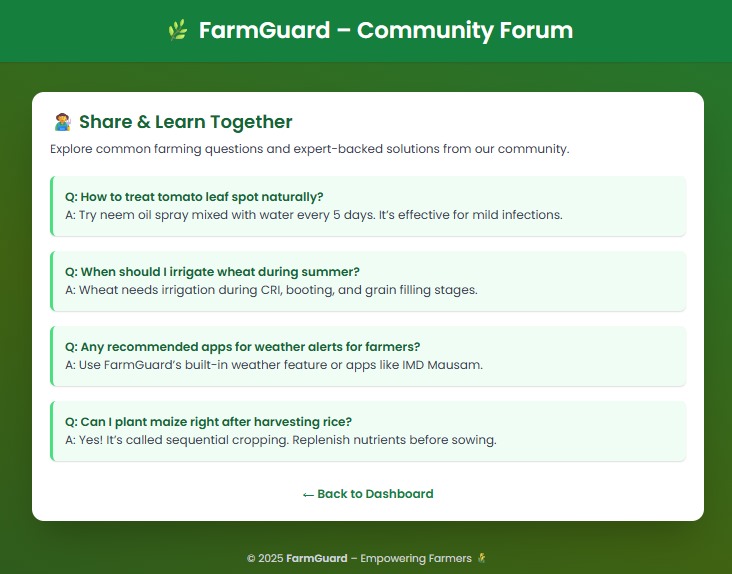 🌿 FarmGuard – Community Forum
🧑‍🌾 Share & Learn Together
Explore common farming questions and expert-backed solutions from our community.
Q: How to treat tomato leaf spot naturally?
A: Try neem oil spray mixed with water every 5 days. It’s effective for mild infections.
Q: When should I irrigate wheat during summer?
A: Wheat needs irrigation during CRI, booting, and grain filling stages.
Q: Any recommended apps for weather alerts for farmers?
A: Use FarmGuard’s built-in weather feature or apps like IMD Mausam.
Q: Can I plant maize right after harvesting rice?
A: Yes! It’s called sequential cropping. Replenish nutrients before sowing.
← Back to Dashboard
© 2025 FarmGuard – Empowering Farmers 🌾